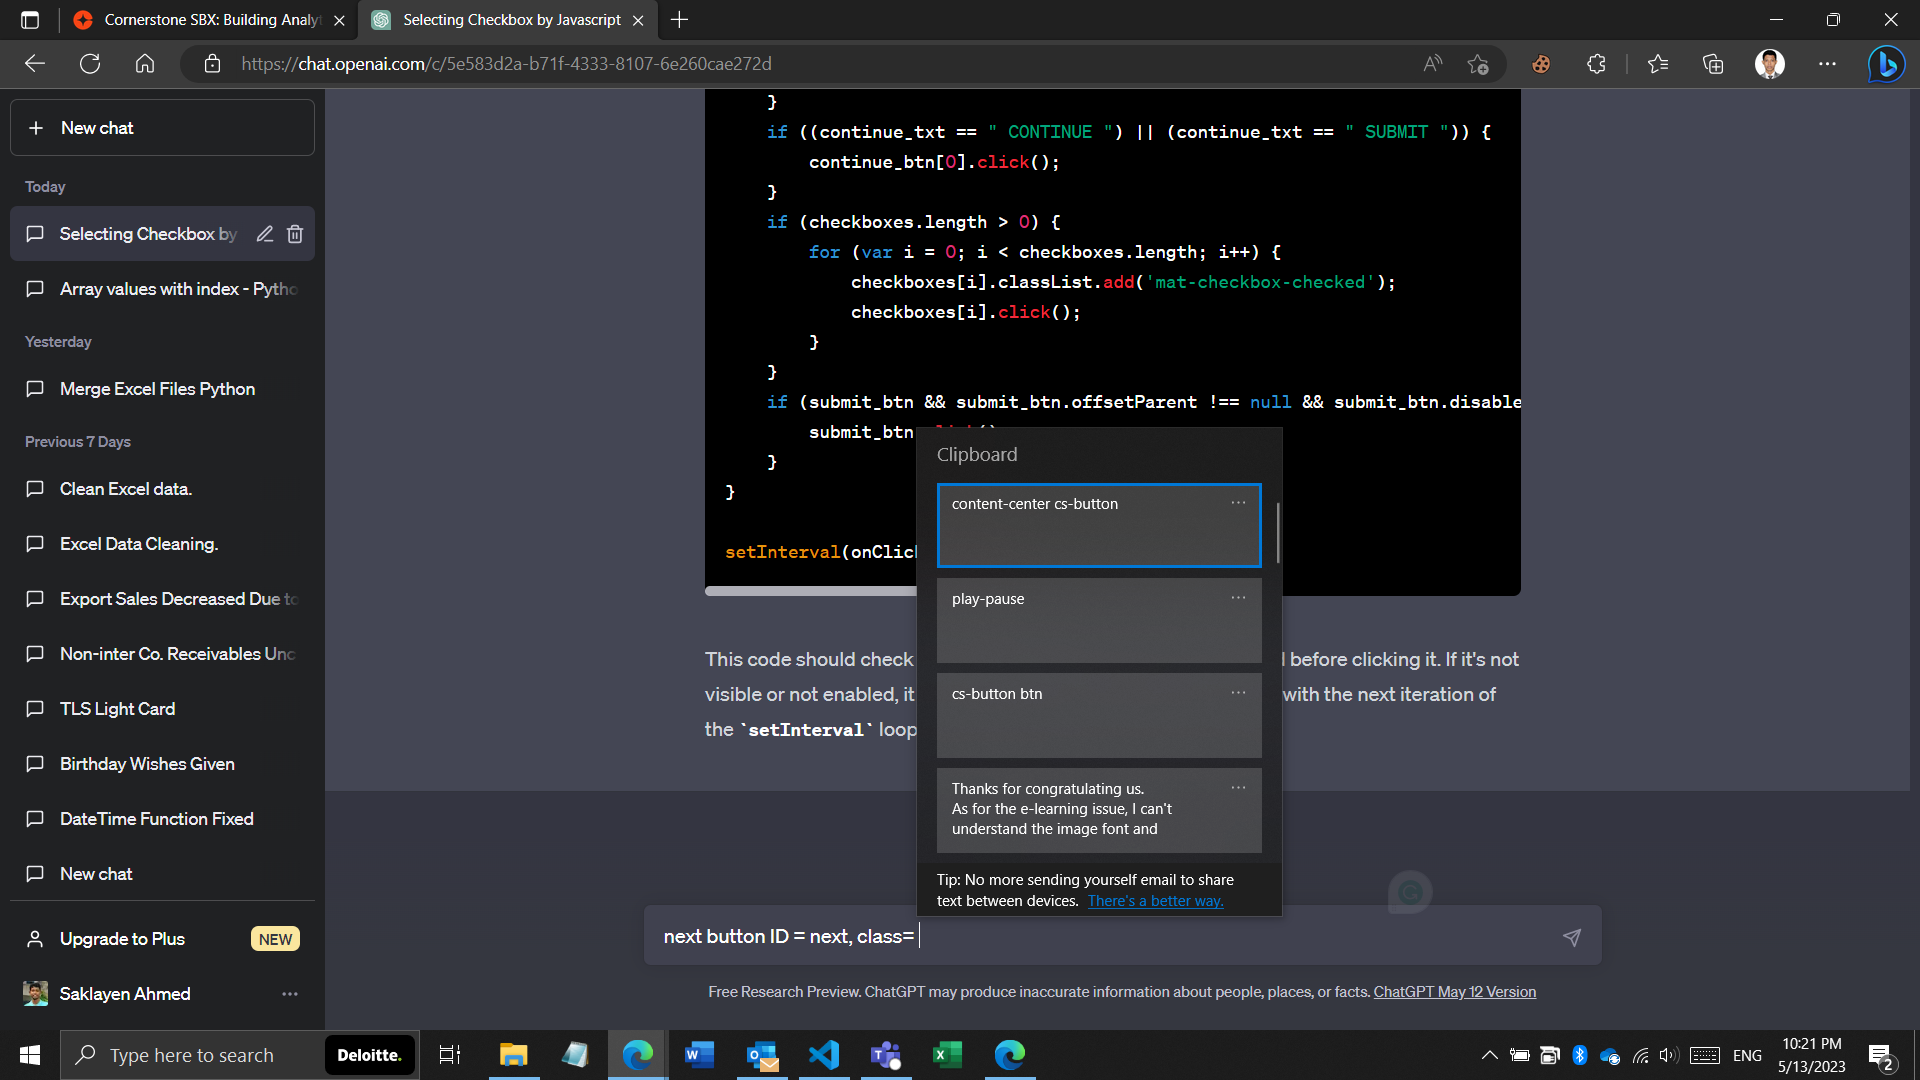 Cornerstone SBX: Building Analy
Selecting Checkbox by Javascript
https://chat.openai.com/c/5e583d2a-b71f-4333-8107-6e260cae272d
New chat
Today
Selecting Checkbox by
Array values with index - Pytho
Yesterday
Merge Excel Files Python
Previous 7 Days
Clean Excel data.
Excel Data Cleaning.
Export Sales Decreased Due to
Non-inter Co. Receivables Unc
TLS Light Card
Birthday Wishes Given
DateTime Function Fixed
New chat
Upgrade to Plus NEW
Saklayen Ahmed
}
if ((continue_txt == " CONTINUE ") || (continue_txt == " SUBMIT ")) {
continue_btn[0].click();
}
if (checkboxes.length > 0) {
for (var i = 0; i < checkboxes.length; i++) {
checkboxes[i].classList.add('mat-checkbox-checked');
checkboxes[i].click();
}
}
if (submit_btn && submit_btn.offsetParent !== null && submit_btn.disable
submit_btn
}
}
setInterval(onClic
This code should check before clicking it. If it's not
visible or not enabled, it with the next iteration of
the `setInterval` loop
Clipboard
content-center cs-button
play-pause
cs-button btn
Thanks for congratulating us.
As for the e-learning issue, I can't
understand the image font and
Tip: No more sending yourself email to share
text between devices. There's a better way.
next button ID = next, class=
Free Research Preview. ChatGPT may produce inaccurate information about people, places, or facts. ChatGPT May 12 Version
Type here to search
Deloitte.
ENG
10:21 PM
5/13/2023
2